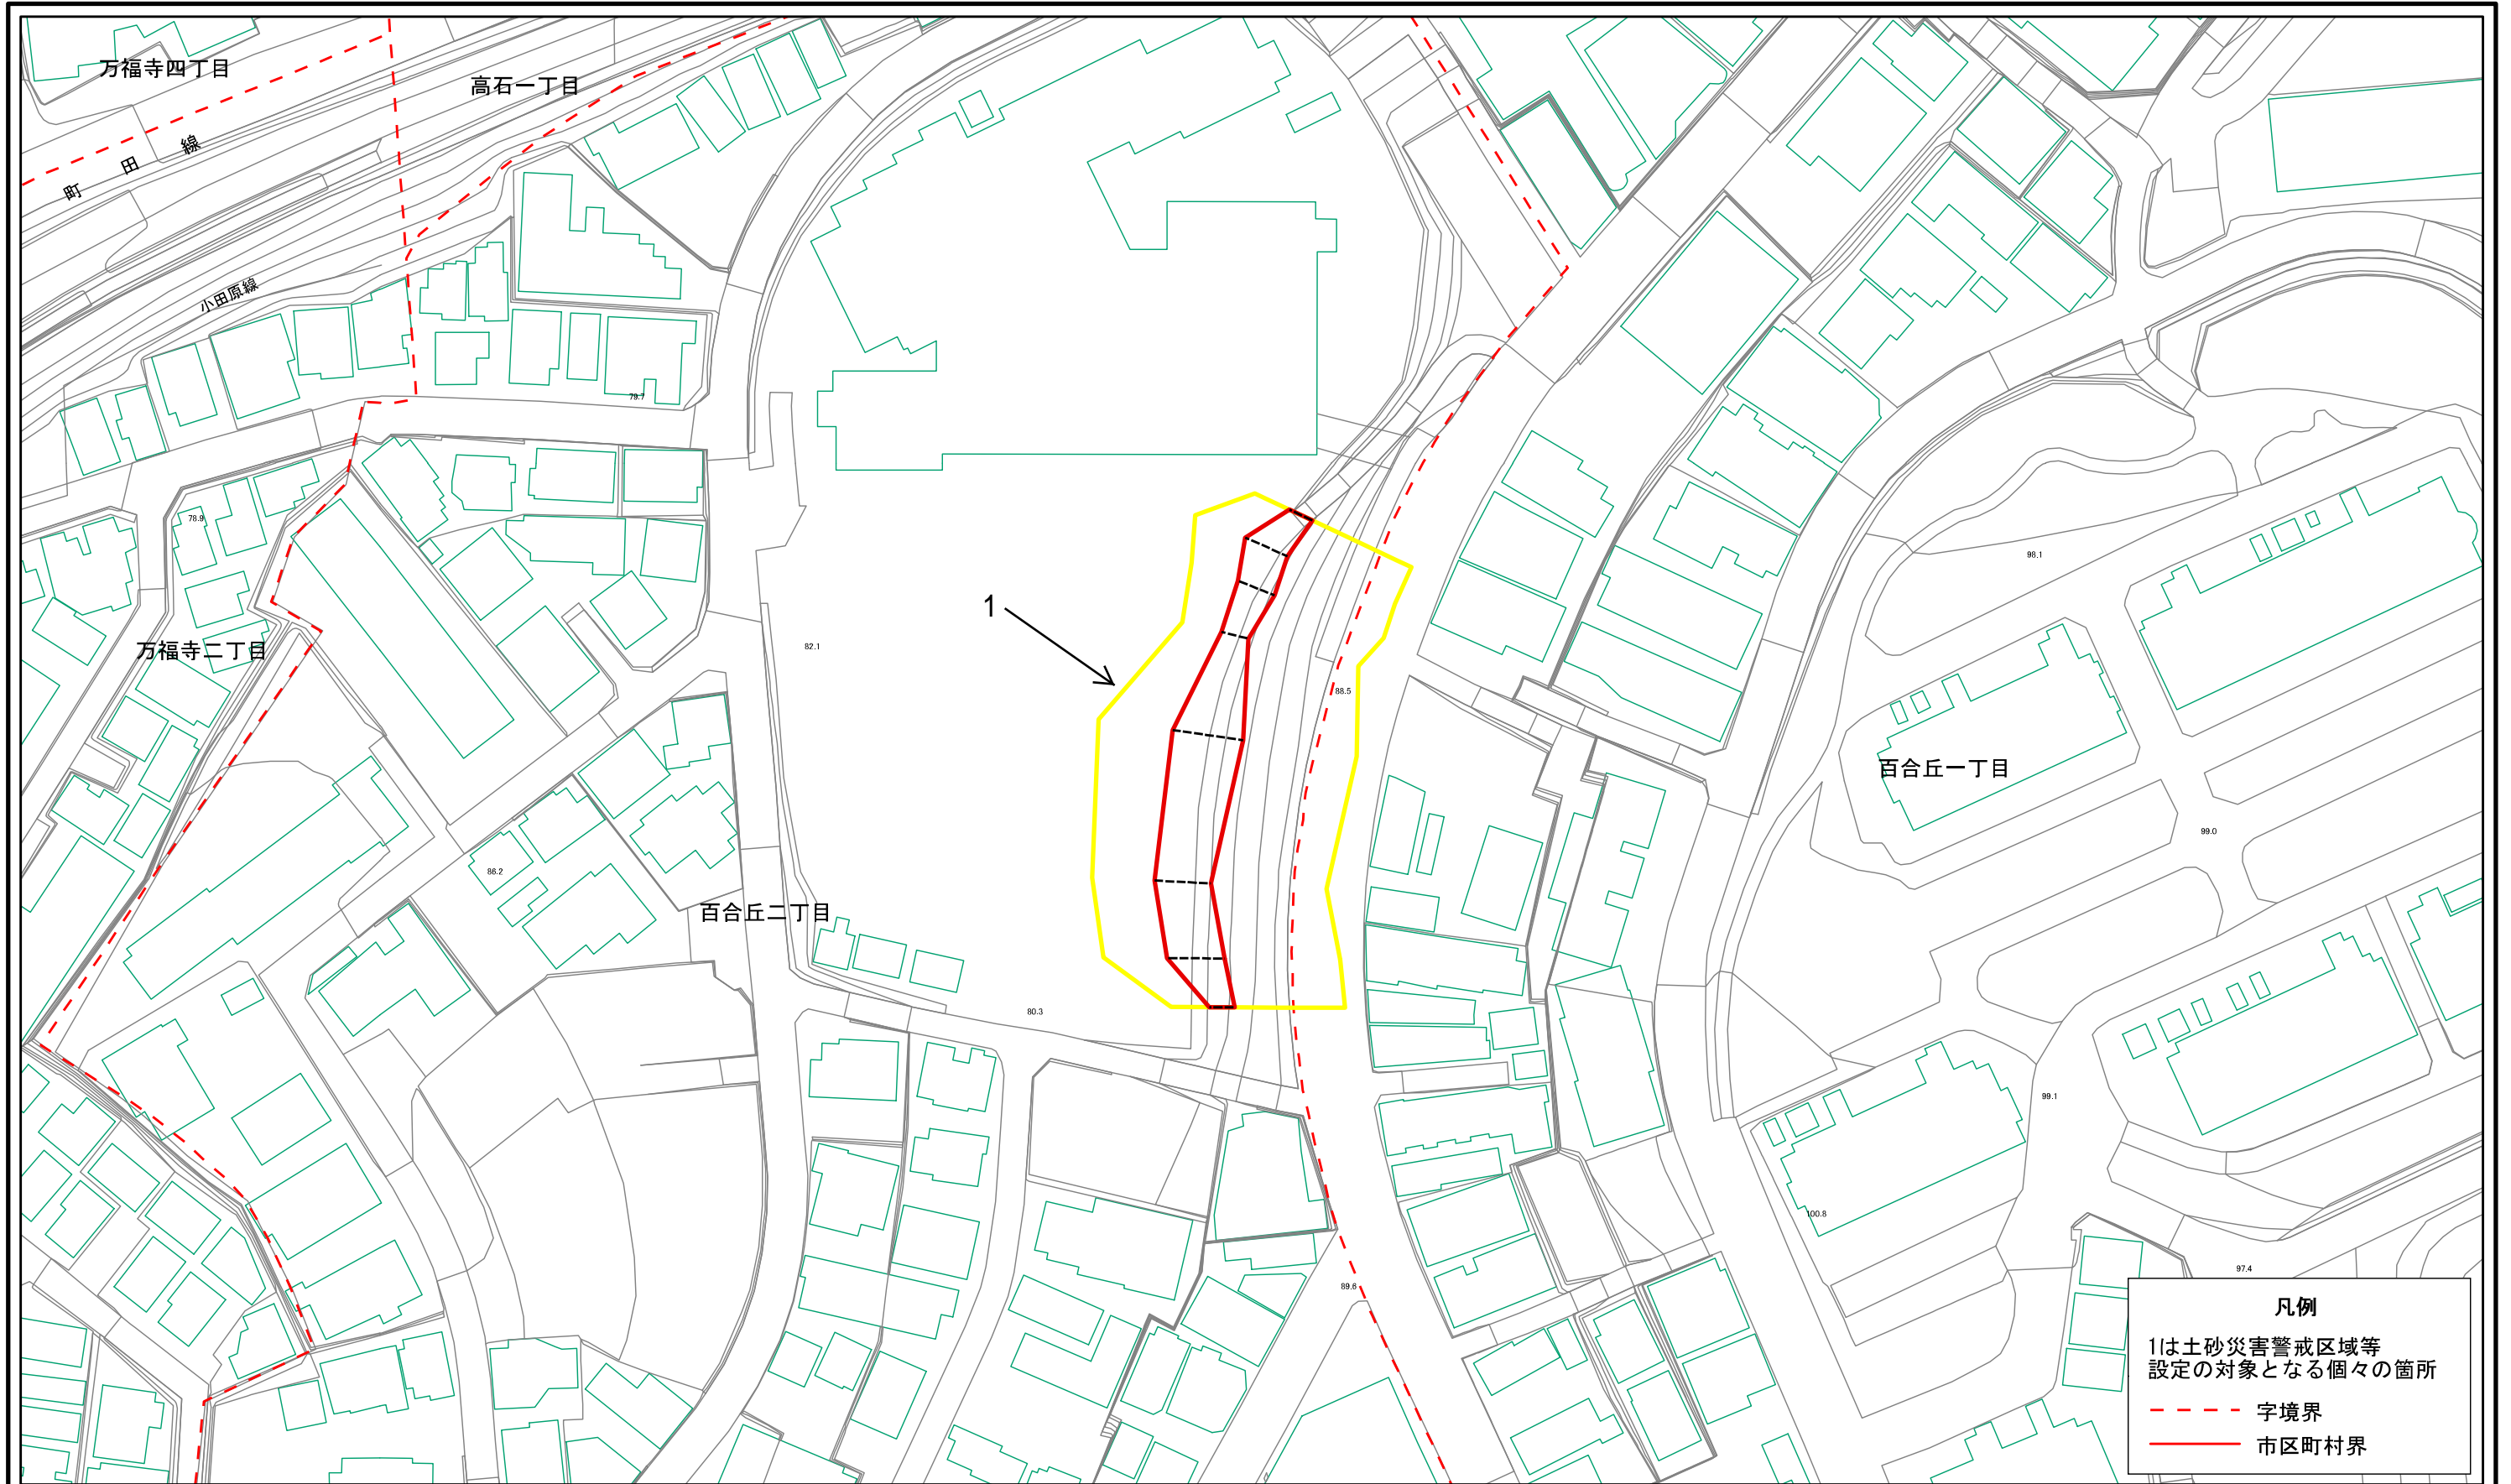 万福寺四丁目
高石一丁目
町田線
小田原線
79.7
78.9
98.1
1
万福寺二丁目
82.1
88.5
百合丘一丁目
99.0
86.2
百合丘二丁目
80.3
99.1
100.8
97.4
89.6
凡例
1は土砂災害警戒区域等
設定の対象となる個々の箇所
字境界
市区町村界